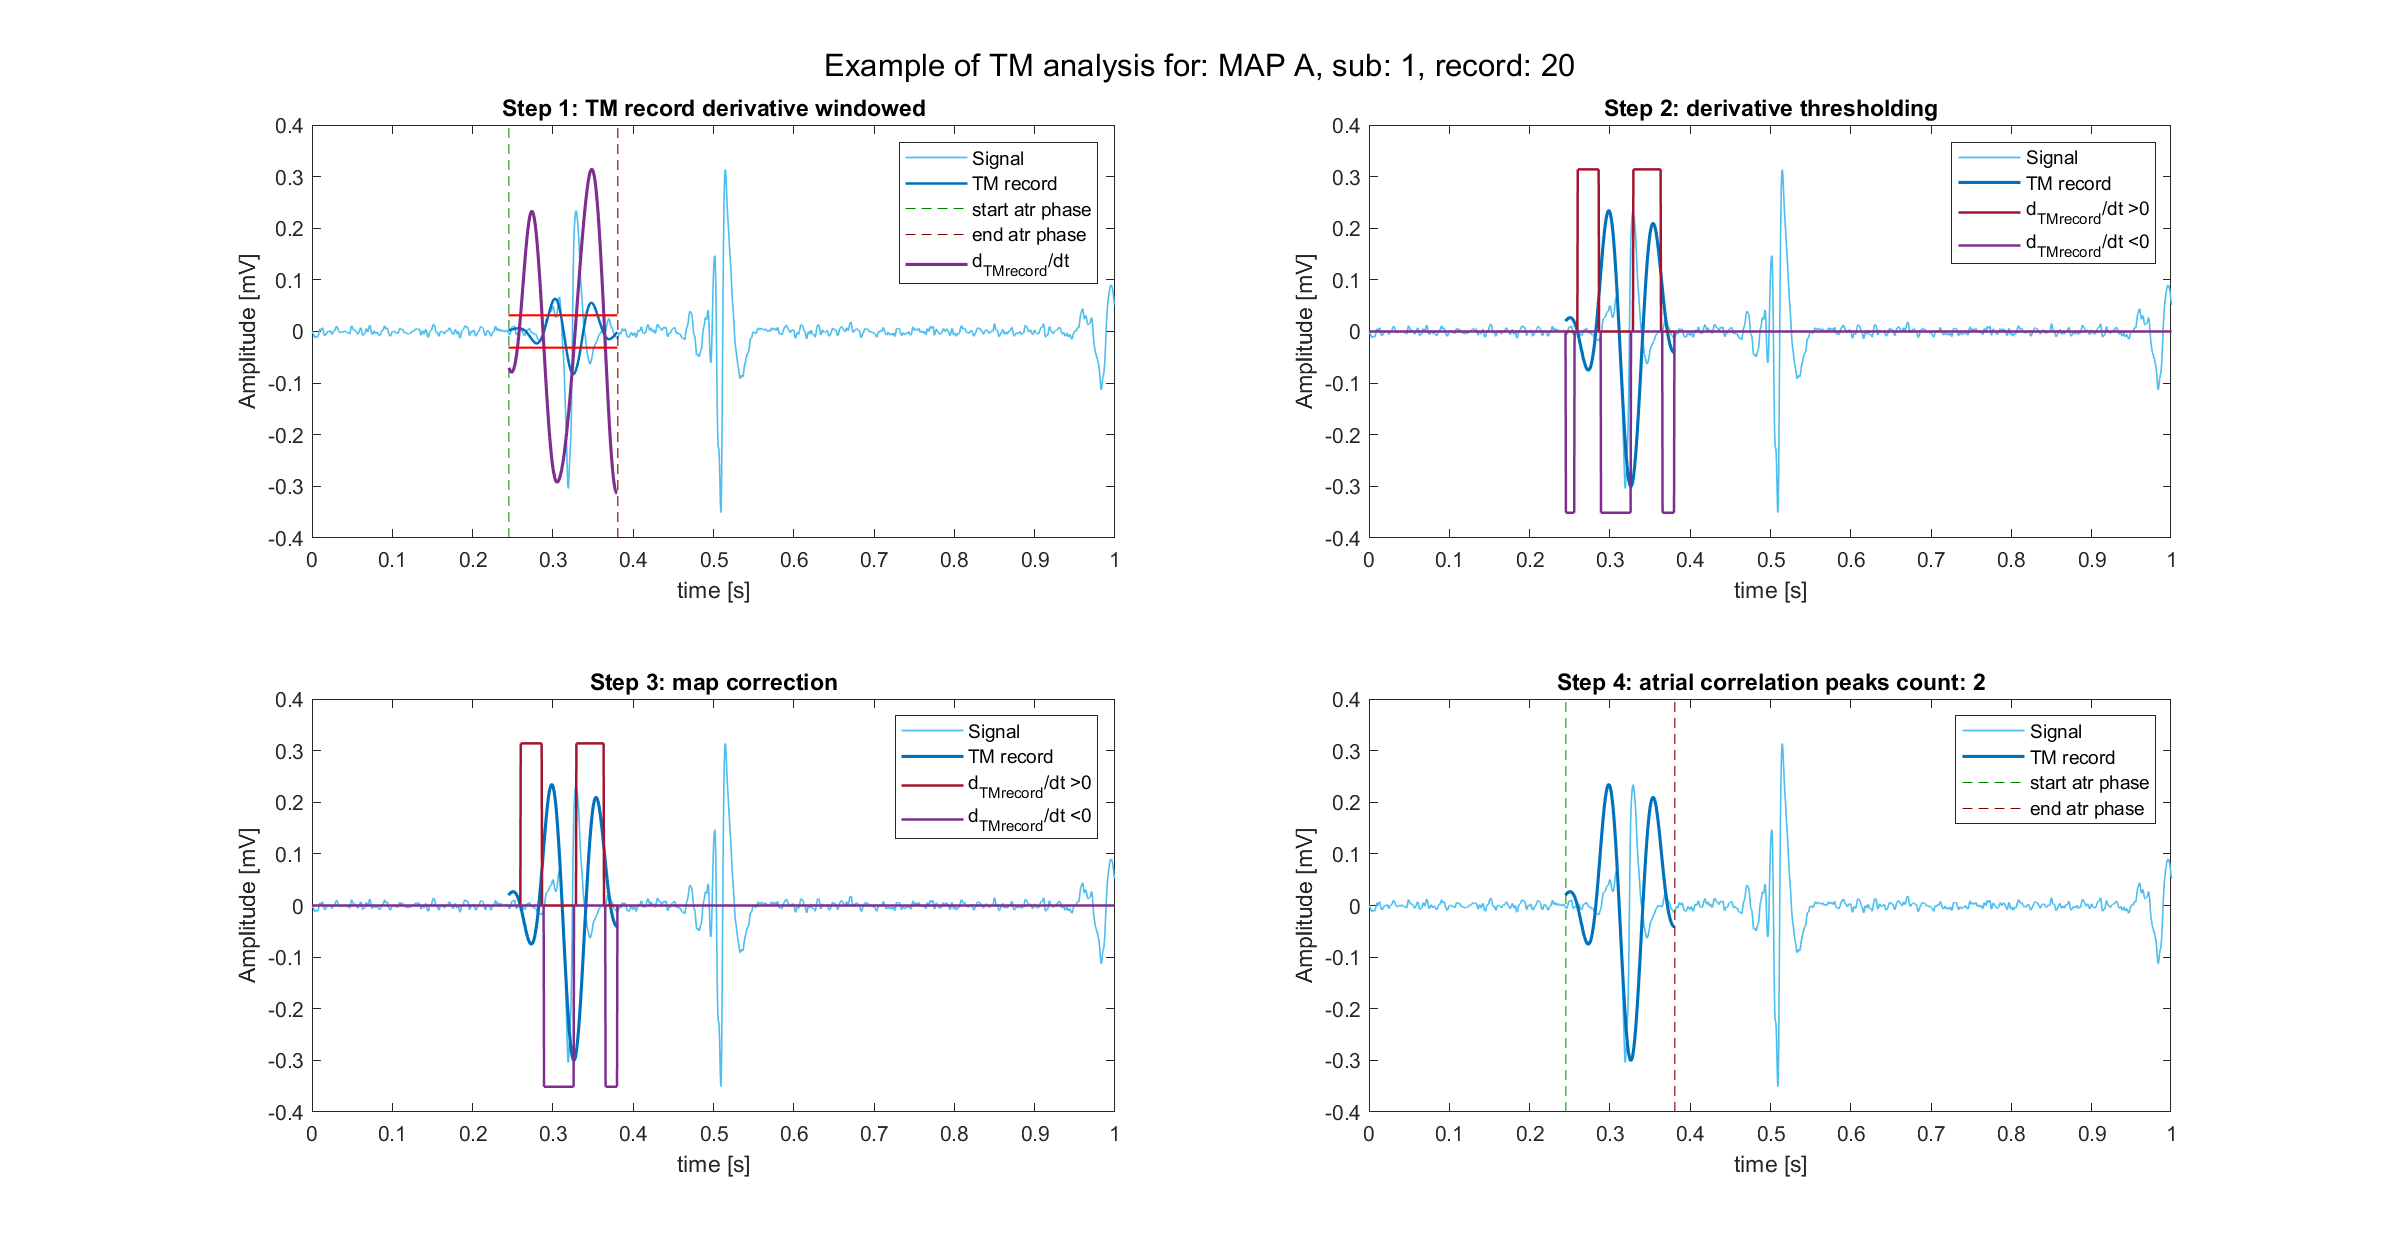 Example of TM analysis for: MAP A, sub: 1, record: 20
Step 1: TM record derivative windowed
Amplitude [mV]
0.4
0.3
0.2
0.1
0
-0.1
-0.2
-0.3
-0.4
Signal
TM record
start atr phase
end atr phase
dTMrecord/dt
0 0.1 0.2 0.3 0.4 0.5 0.6 0.7 0.8 0.9 1
time [s]
Step 2: derivative thresholding
Amplitude [mV]
0.4
0.3
0.2
0.1
0
-0.1
-0.2
-0.3
-0.4
Signal
TM record
dTMrecord/dt >0
dTMrecord/dt <0
0 0.1 0.2 0.3 0.4 0.5 0.6 0.7 0.8 0.9 1
time [s]
Step 3: map correction
Amplitude [mV]
0.4
0.3
0.2
0.1
0
-0.1
-0.2
-0.3
-0.4
Signal
TM record
dTMrecord/dt >0
dTMrecord/dt <0
0 0.1 0.2 0.3 0.4 0.5 0.6 0.7 0.8 0.9 1
time [s]
Step 4: atrial correlation peaks count: 2
Amplitude [mV]
0.4
0.3
0.2
0.1
0
-0.1
-0.2
-0.3
-0.4
Signal
TM record
start atr phase
end atr phase
0 0.1 0.2 0.3 0.4 0.5 0.6 0.7 0.8 0.9 1
time [s]